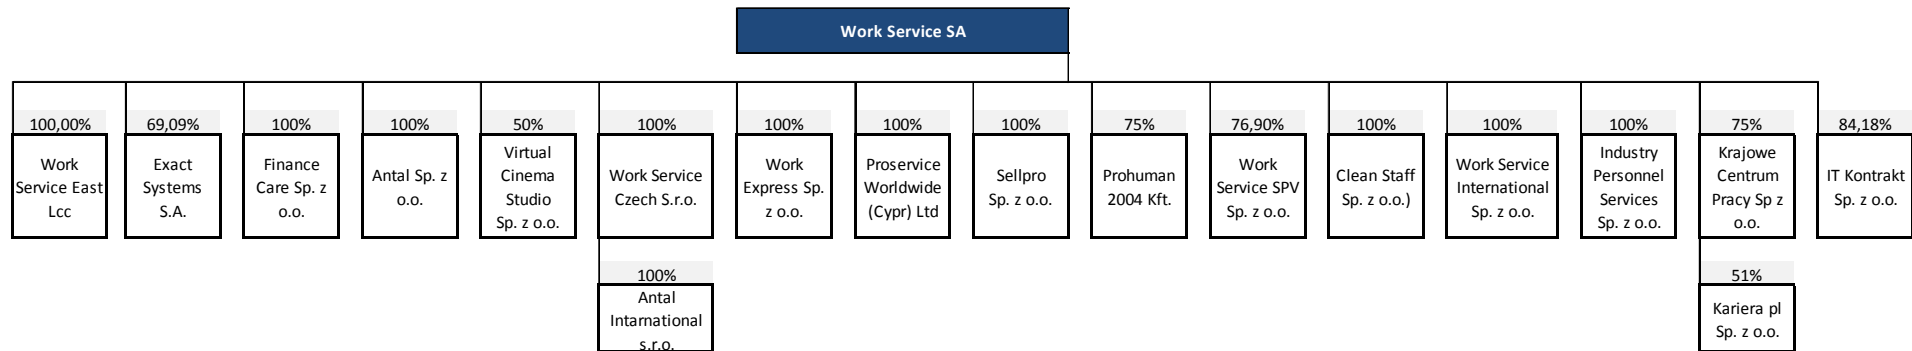 Work Service SA
100,00%
Work
Service East
Lcc
69,09%
Exact
Systems
S.A.
100%
Finance
Care Sp. z
o.o.
100%
Antal Sp. z
o.o.
50%
Virtual
Cinema
Studio
Sp. z o.o.
100%
Work Service
Czech S.r.o.
100%
Work
Express Sp.
z o.o.
100%
Proservice
Worldwide
(Cypr) Ltd
100%
Sellpro
Sp. z o.o.
75%
Prohuman
2004 Kft.
76,90%
Work
Service SPV
Sp. z o.o.
100%
Clean Staff
Sp. z o.o.)
100%
Work Service
International
Sp. z o.o.
100%
Industry
Personnel
Services
Sp. z o.o.
75%
Krajowe
Centrum
Pracy Sp z
o.o.
84,18%
IT Kontrakt
Sp. z o.o.
100%
Antal
Intarnational
s.r.o.
51%
Kariera pl
Sp. z o.o.